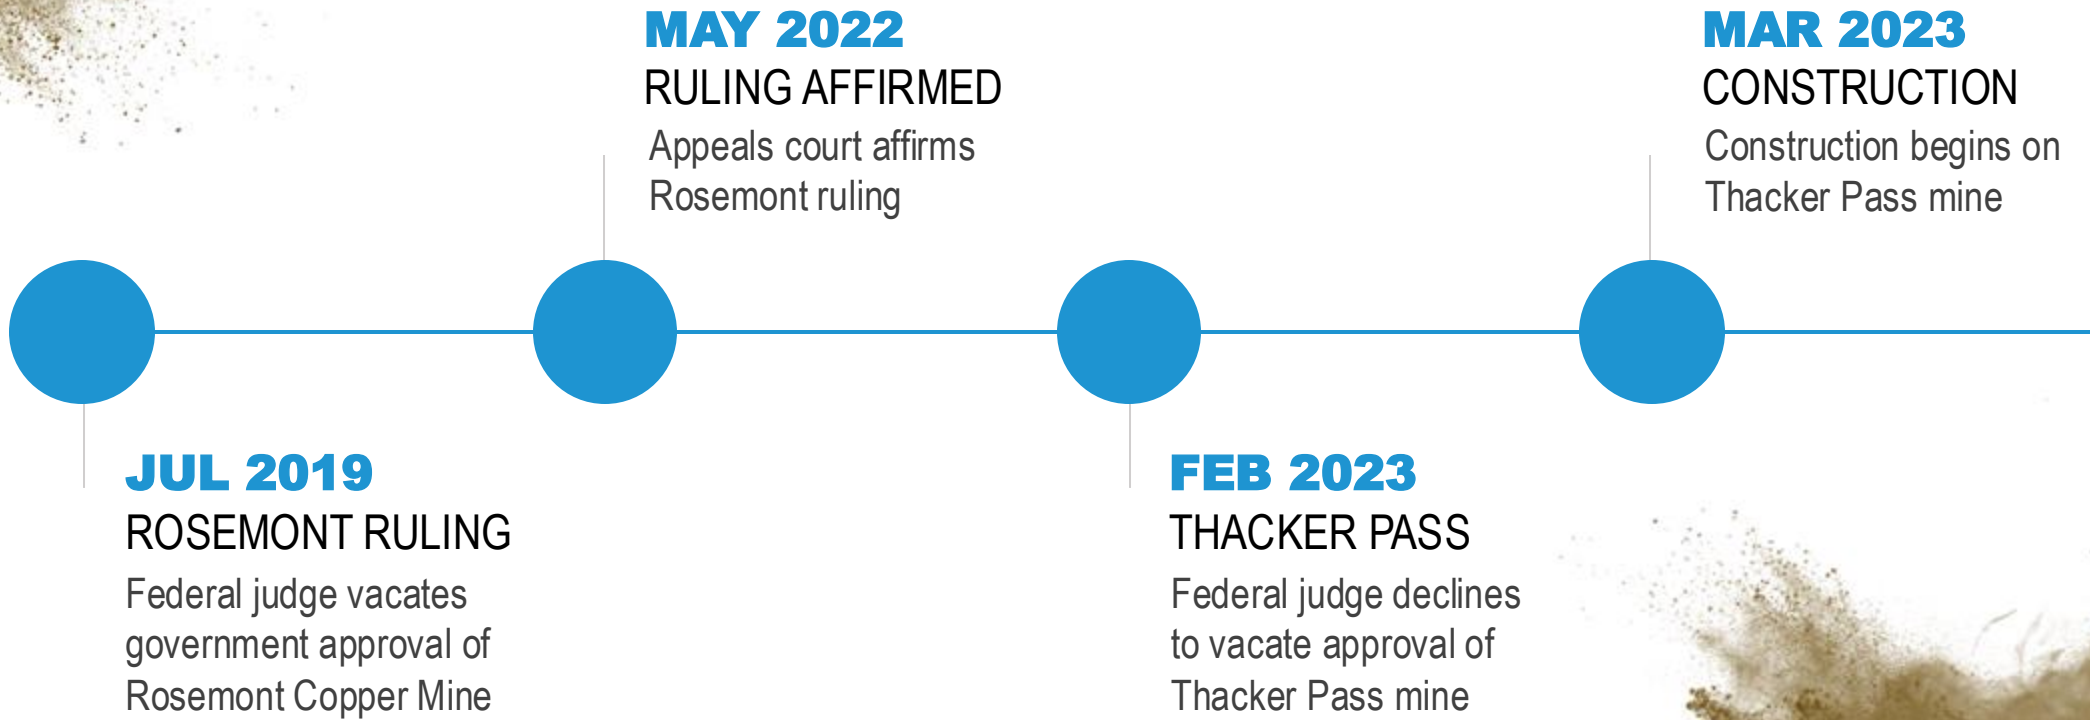 JUL 2019
ROSEMONT RULING
Federal judge vacates
government approval of
Rosemont Copper Mine
MAY 2022
RULING AFFIRMED
Appeals court affirms
Rosemont ruling
FEB 2023
THACKER PASS
Federal judge declines
to vacate approval of
Thacker Pass mine
MAR 2023
CONSTRUCTION
Construction begins on
Thacker Pass mine